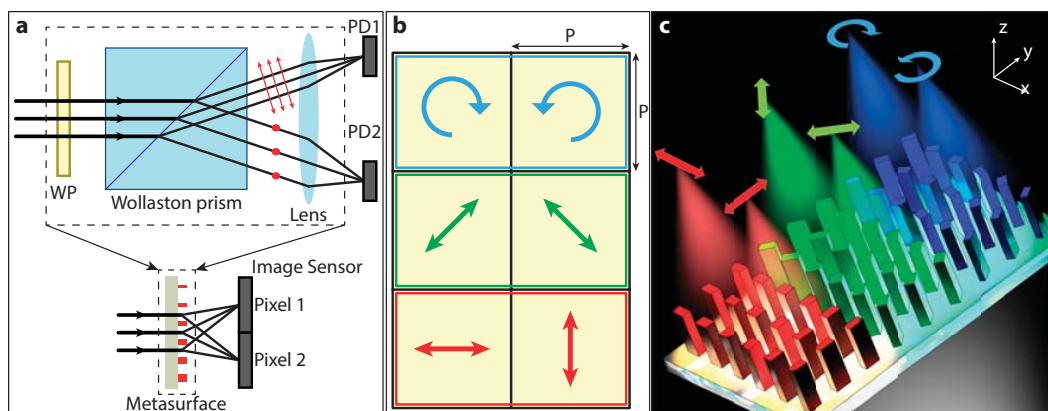 a
PD1
PD2
WP
Wollaston prism
Lens
Image Sensor
Pixel 1
Pixel 2
Metasurface
b
P
P
c
z
y
x